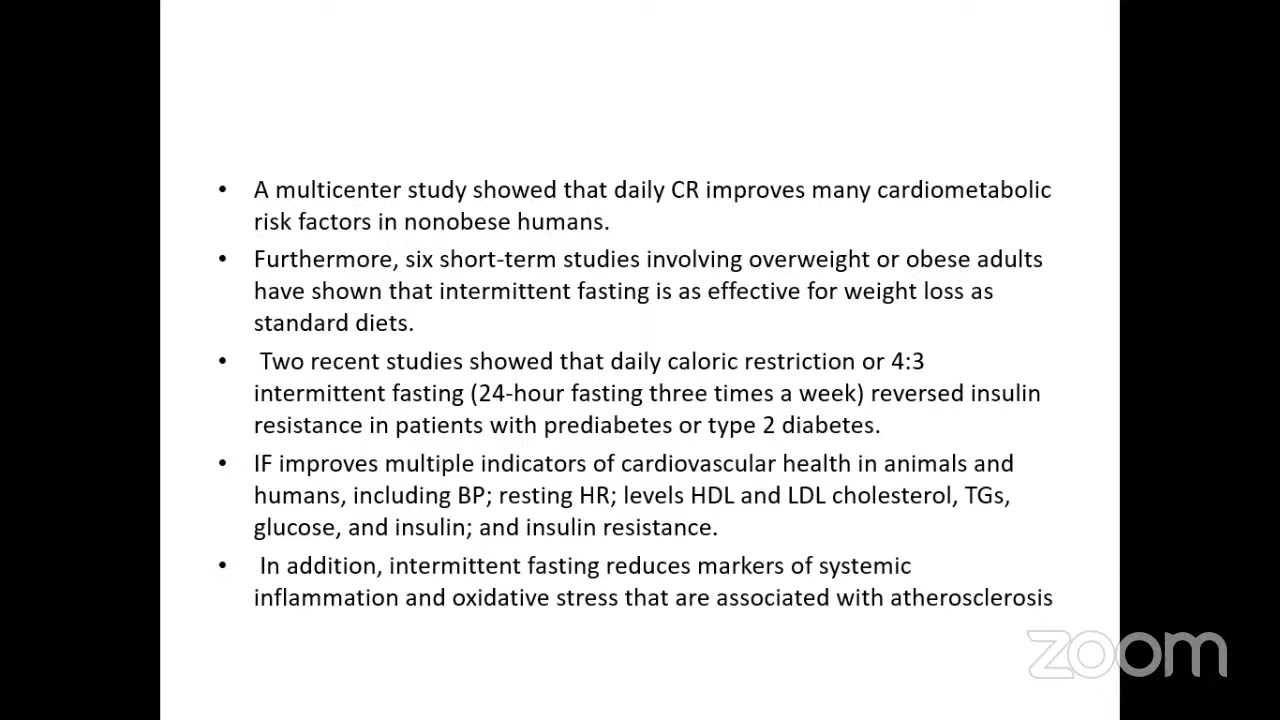 • A multicenter study showed that daily CR improves many cardiometabolic
risk factors in nonobese humans.
• Furthermore, six short-term studies involving overweight or obese adults
have shown that intermittent fasting is as effective for weight loss as
standard diets.
• Two recent studies showed that daily caloric restriction or 4:3
intermittent fasting (24-hour fasting three times a week) reversed insulin
resistance in patients with prediabetes or type 2 diabetes.
• IF improves multiple indicators of cardiovascular health in animals and
humans, including BP; resting HR; levels HDL and LDL cholesterol, TGs,
glucose, and insulin; and insulin resistance.
• In addition, intermittent fasting reduces markers of systemic
inflammation and oxidative stress that are associated with atherosclerosis
zoom